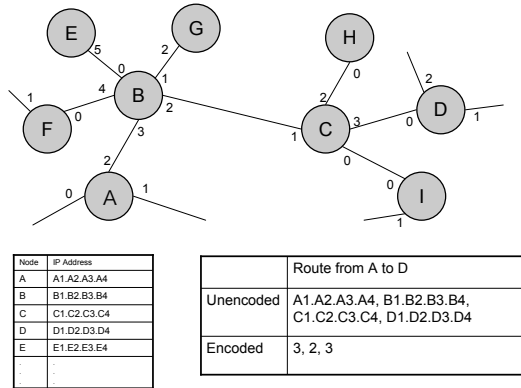 E
G
H
5
2
0
0
1
4
B
2
2
2
D
1
0
3
F
3
1
C
0
1
2
0
0
A
1
0
I
1
Node IP Address
A A1.A2.A3.A4
B B1.B2.B3.B4
C C1.C2.C3.C4
D D1.D2.D3.D4
E E1.E2.E3.E4
. .
. .
. .
Route from A to D
Unencoded A1.A2.A3.A4, B1.B2.B3.B4,
C1.C2.C3.C4, D1.D2.D3.D4
Encoded 3, 2, 3